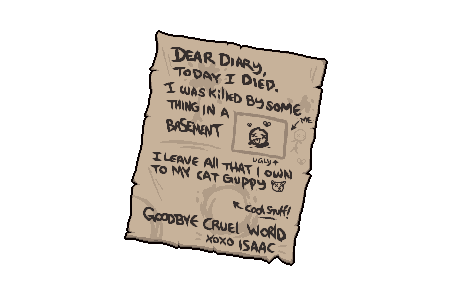 DEAR DIARY,
TODAY I DIED.
I WAS KILLED BY SOME
THING IN A
ME
BASEMENT
UGLY
I LEAVE ALL THAT I OWN
TO MY CAT GUPPY
COOL STUFF!
GOODBYE CRUEL WORLD
XOXO ISAAC